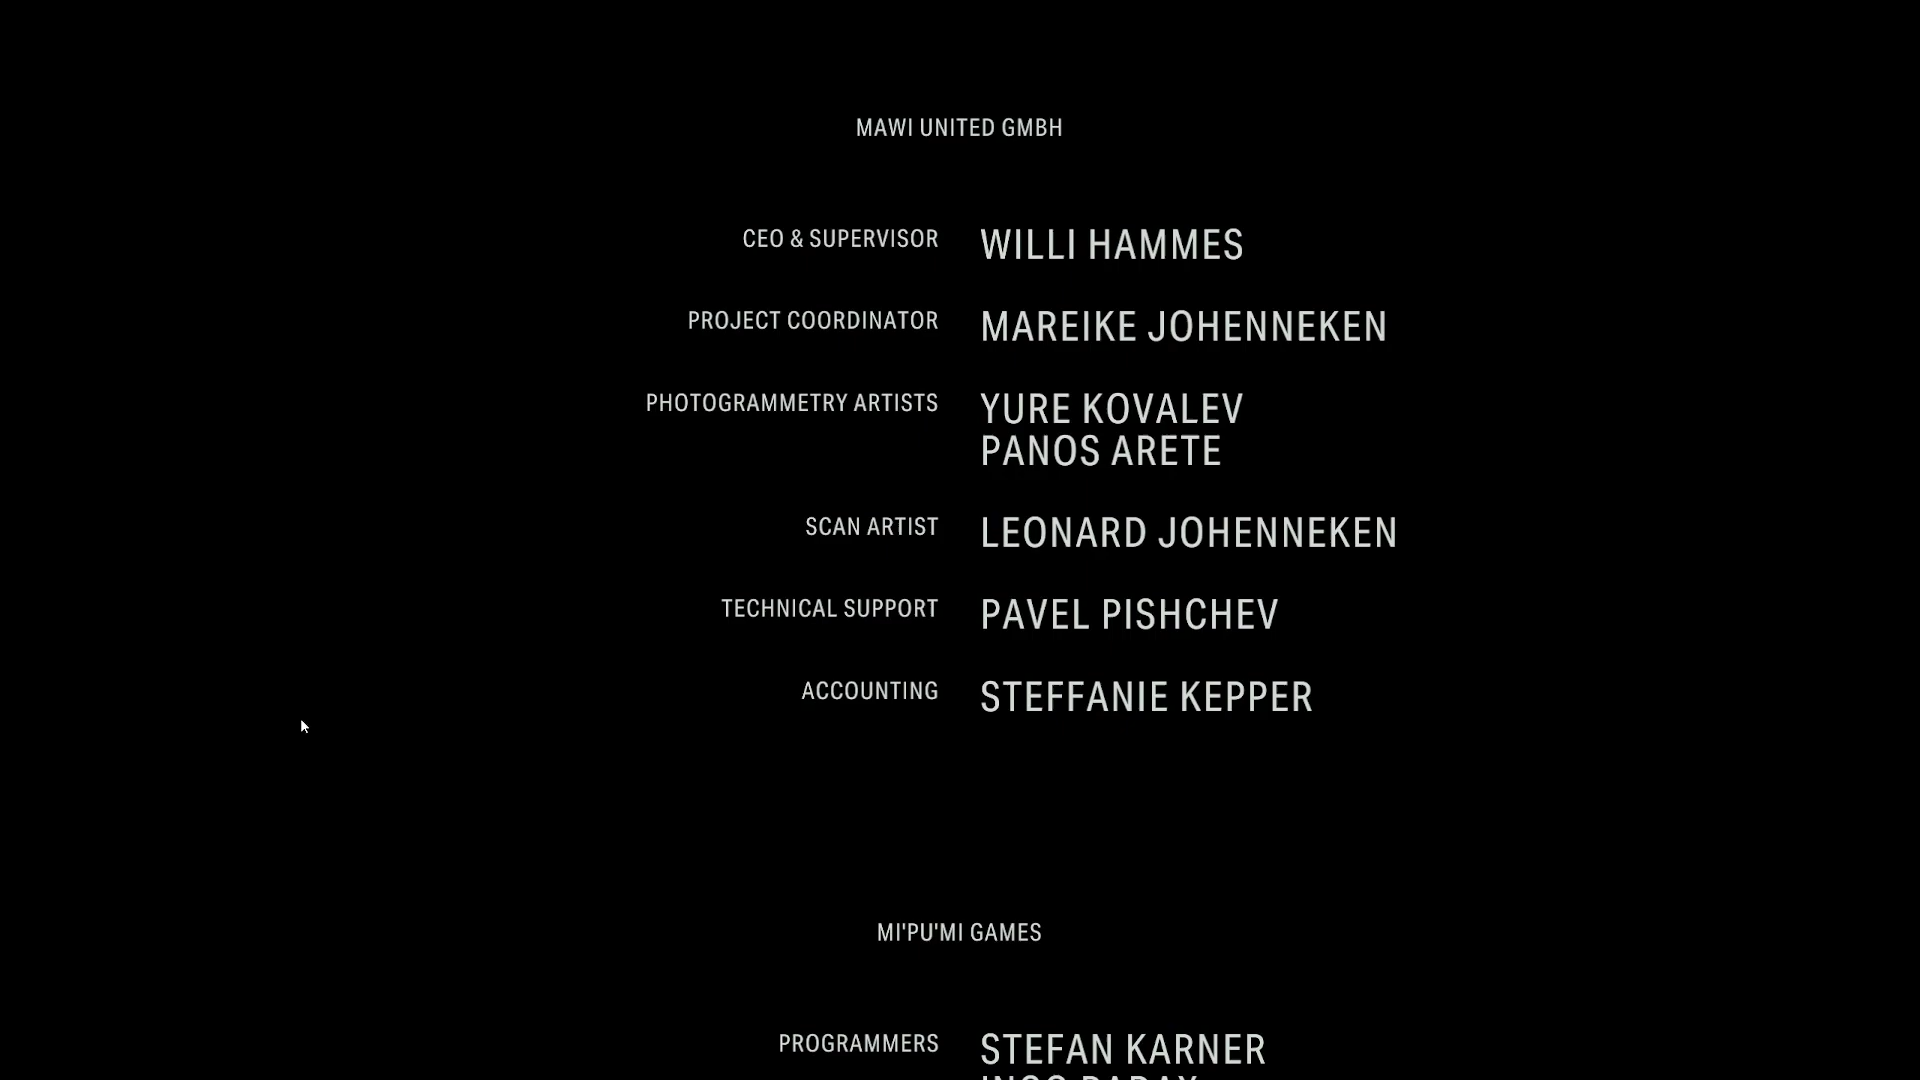 MAWI UNITED GMBH
CEO & SUPERVISOR WILLI HAMMES
PROJECT COORDINATOR MAREIKE JOHENNEKEN
PHOTOGRAMMETRY ARTISTS YURE KOVALEV
PANOS ARETE
SCAN ARTIST LEONARD JOHENNEKEN
TECHNICAL SUPPORT PAVEL PISHCHEV
ACCOUNTING STEFFANIE KEPPER
MI'PU'MI GAMES
PROGRAMMERS STEFAN KARNER